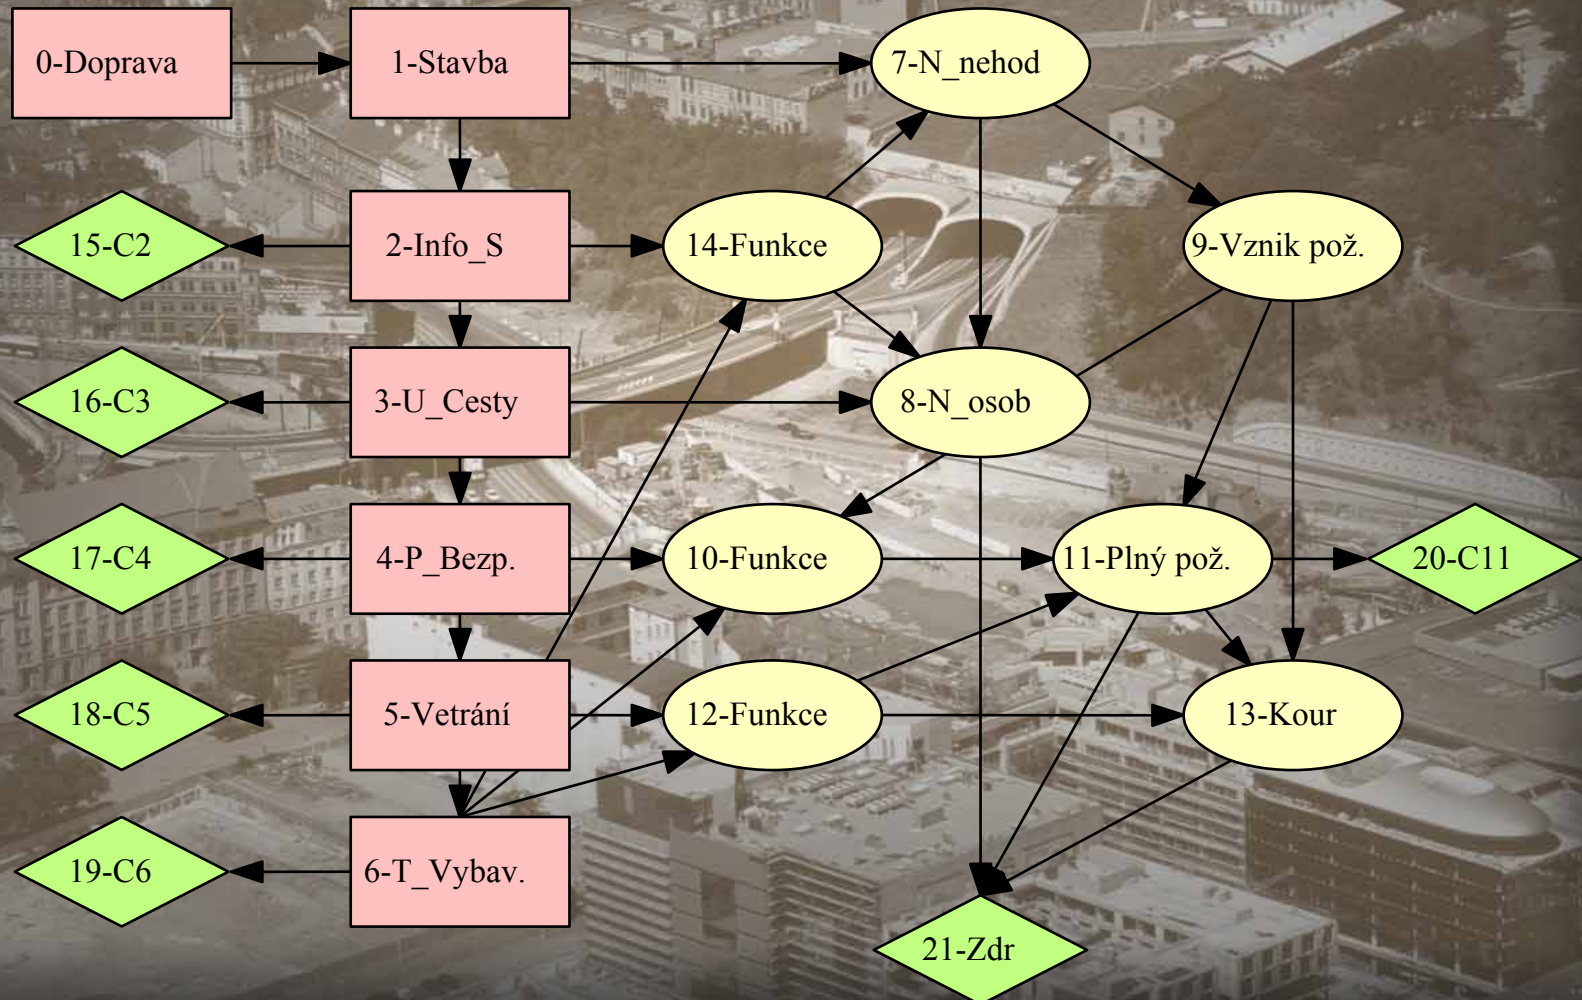 0-Doprava
1-Stavba
7-N_nehod
15-C2
2-Info_S
14-Funkce
9-Vznik pož.
16-C3
3-U_Cesty
8-N_osob
17-C4
4-P_Bezp.
10-Funkce
11-Plný pož.
20-C11
18-C5
5-Vetrání
12-Funkce
13-Kour
19-C6
6-T_Vybav.
21-Zdr